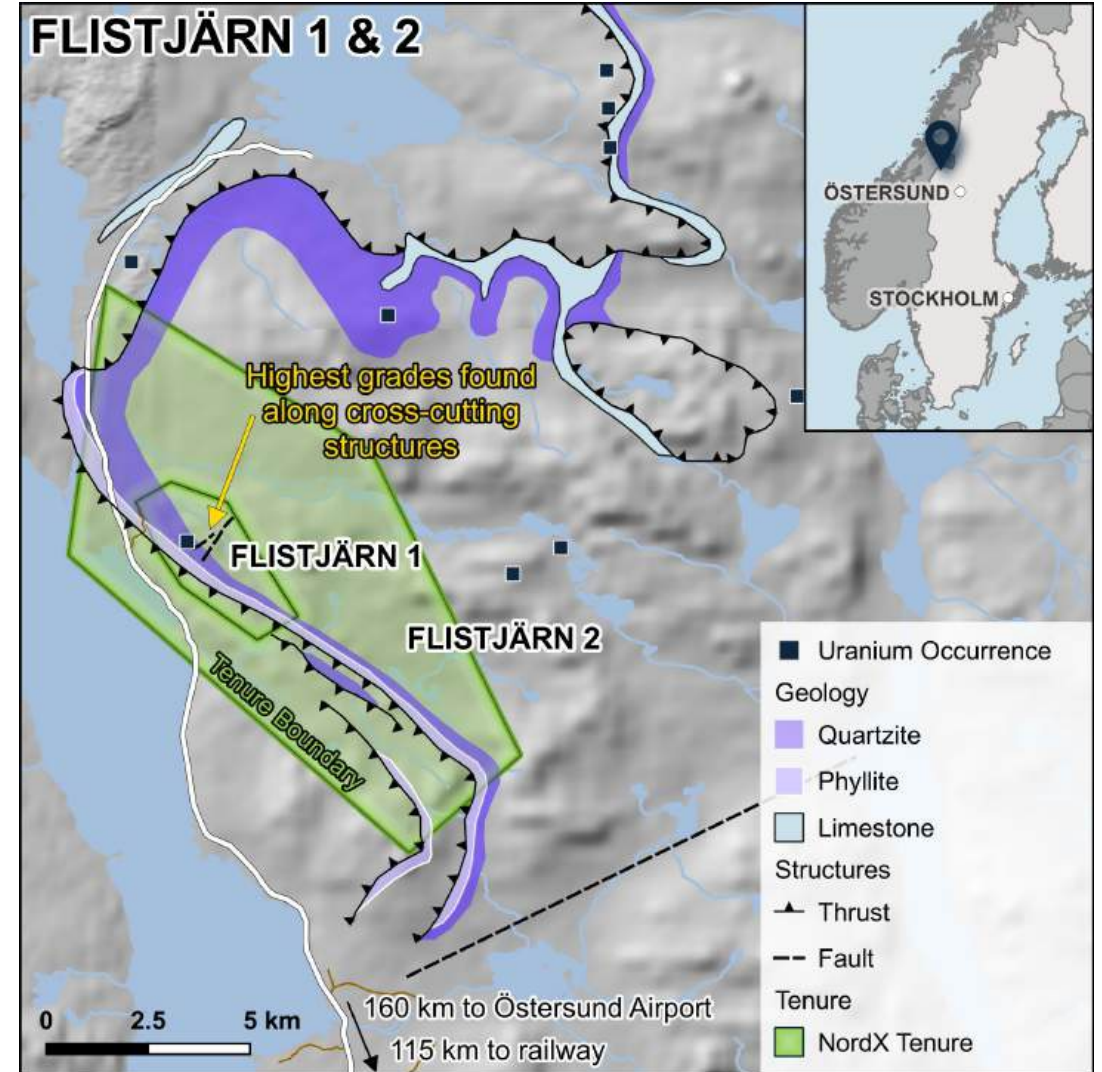 FLISTJÄRN 1 & 2
ÖSTERSUND
STOCKHOLM
Highest grades found
along cross-cutting
structures
FLISTJÄRN 1
FLISTJÄRN 2
Tenure Boundary
Uranium Occurrence
Geology
Quartzite
Phyllite
Limestone
Structures
Thrust
Fault
Tenure
NordX Tenure
0 2.5 5 km
160 km to Östersund Airport
115 km to railway